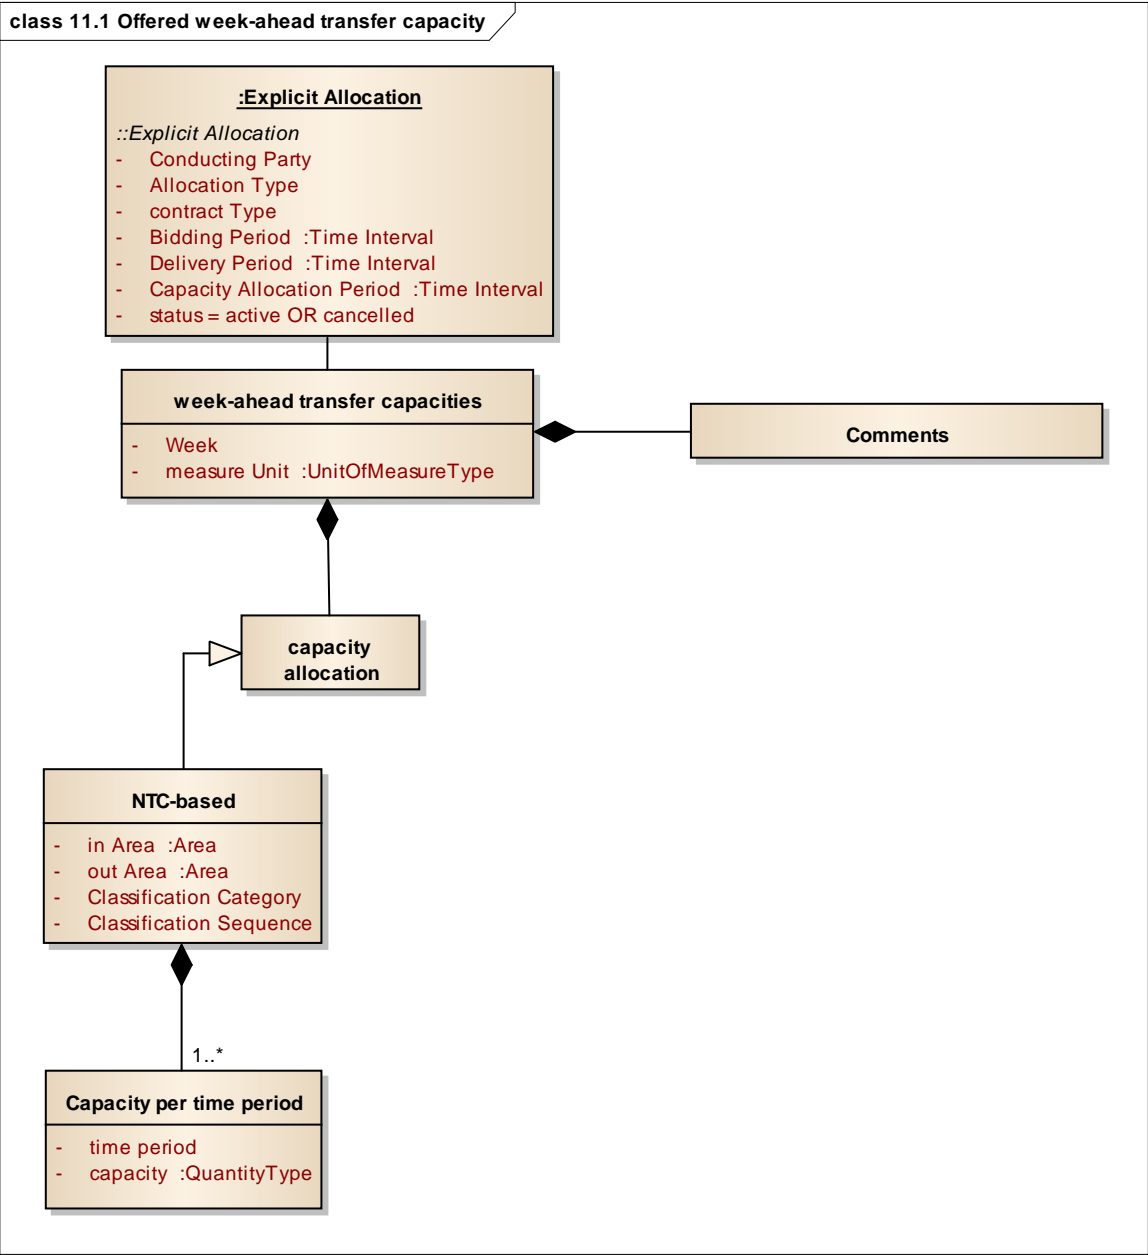 class 11.1 Offered week-ahead transfer capacity
:Explicit Allocation
::Explicit Allocation
- Conducting Party
- Allocation Type
- contract Type
- Bidding Period :Time Interval
- Delivery Period :Time Interval
- Capacity Allocation Period :Time Interval
- status = active OR cancelled
week-ahead transfer capacities
- Week
- measure Unit :UnitOfMeasureType
Comments
capacity
allocation
NTC-based
- in Area :Area
- out Area :Area
- Classification Category
- Classification Sequence
1..*
Capacity per time period
- time period
- capacity :QuantityType